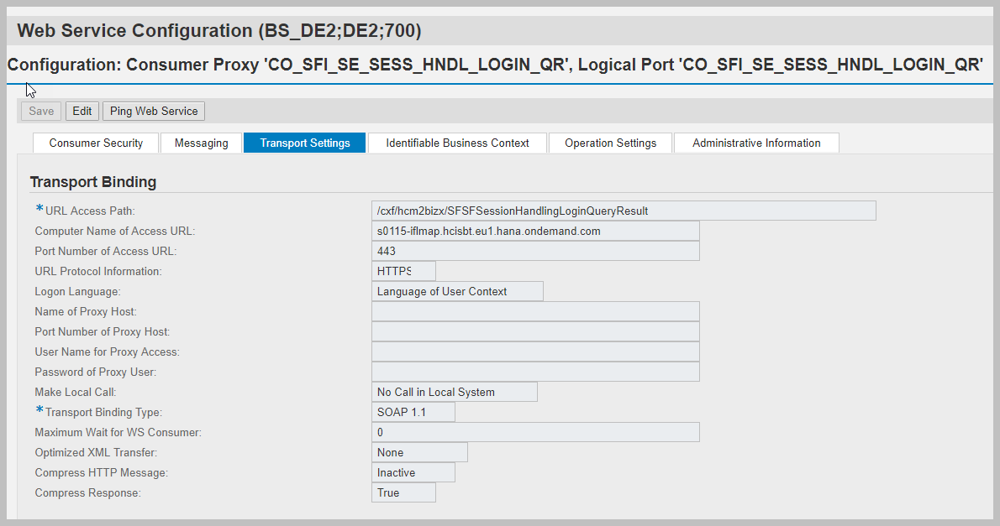 Web Service Configuration (BS_DE2;DE2;700)
Configuration: Consumer Proxy 'CO_SFI_SE_SESS_HNDL_LOGIN_QR', Logical Port 'CO_SFI_SE_SESS_HNDL_LOGIN_QR'
Save Edit Ping Web Service
Consumer Security Messaging Transport Settings Identifiable Business Context Operation Settings Administrative Information
Transport Binding
* URL Access Path: /cxf/hcm2bizx/SFSFSessionHandlingLoginQueryResult
Computer Name of Access URL: s0115-iflmap.hcisbt.eu1.hana.ondemand.com
Port Number of Access URL: 443
URL Protocol Information: HTTPS
Logon Language: Language of User Context
Name of Proxy Host:
Port Number of Proxy Host:
User Name for Proxy Access:
Password of Proxy User:
Make Local Call: No Call in Local System
* Transport Binding Type: SOAP 1.1
Maximum Wait for WS Consumer: 0
Optimized XML Transfer: None
Compress HTTP Message: Inactive
Compress Response: True